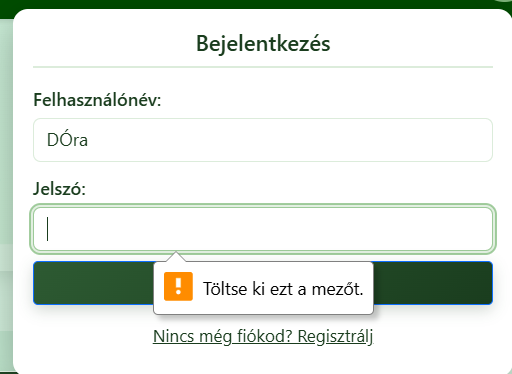 Bejelentkezés
Felhasználónév:
DÓra
Jelszó:
Töltse ki ezt a mezőt.
Nincs még fiókod? Regisztrálj